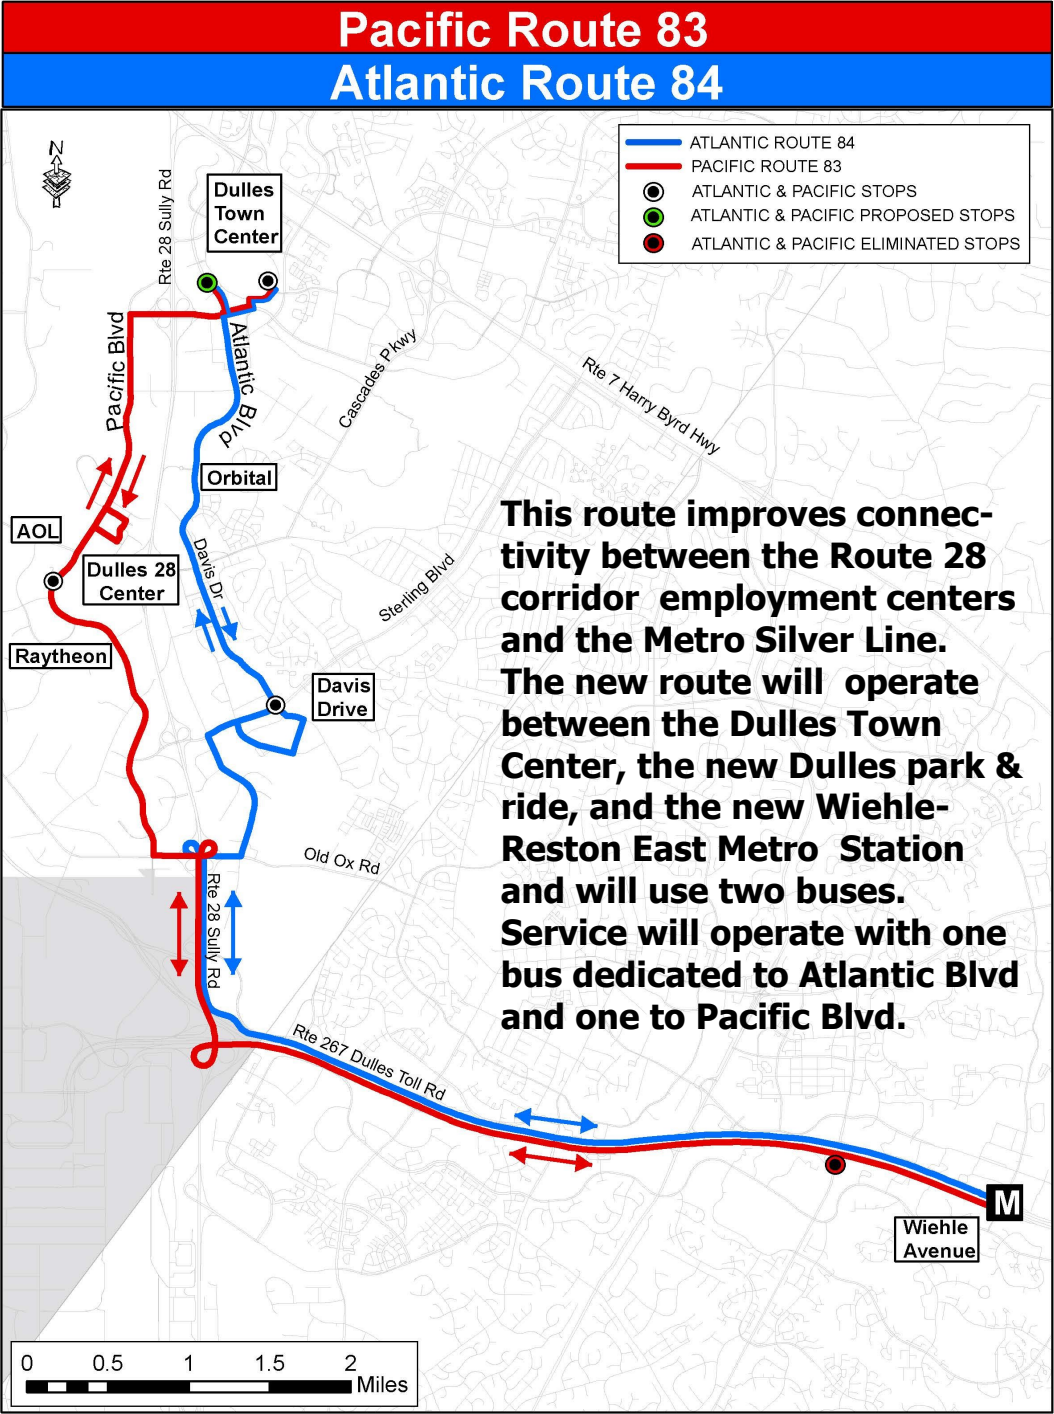 Pacific Route 83
Atlantic Route 84
N
ATLANTIC ROUTE 84
PACIFIC ROUTE 83
ATLANTIC & PACIFIC STOPS
ATLANTIC & PACIFIC PROPOSED STOPS
ATLANTIC & PACIFIC ELIMINATED STOPS
Rte 28 Sully Rd
Dulles
Town
Center
Pacific Blvd
Atlantic Blvd
Cascades Pkwy
Rte 7 Harry Byrd Hwy
Orbital
AOL
Dulles 28
Center
Davis Dr
Sterling Blvd
Raytheon
Davis
Drive
This route improves connec-
tivity between the Route 28
corridor employment centers
and the Metro Silver Line.
The new route will operate
between the Dulles Town
Center, the new Dulles park &
ride, and the new Wiehle-
Reston East Metro Station
and will use two buses.
Service will operate with one
bus dedicated to Atlantic Blvd
and one to Pacific Blvd.
Old Ox Rd
Rte 28 Sully Rd
Rte 267 Dulles Toll Rd
M
Wiehle
Avenue
0 0.5 1 1.5 2
Miles